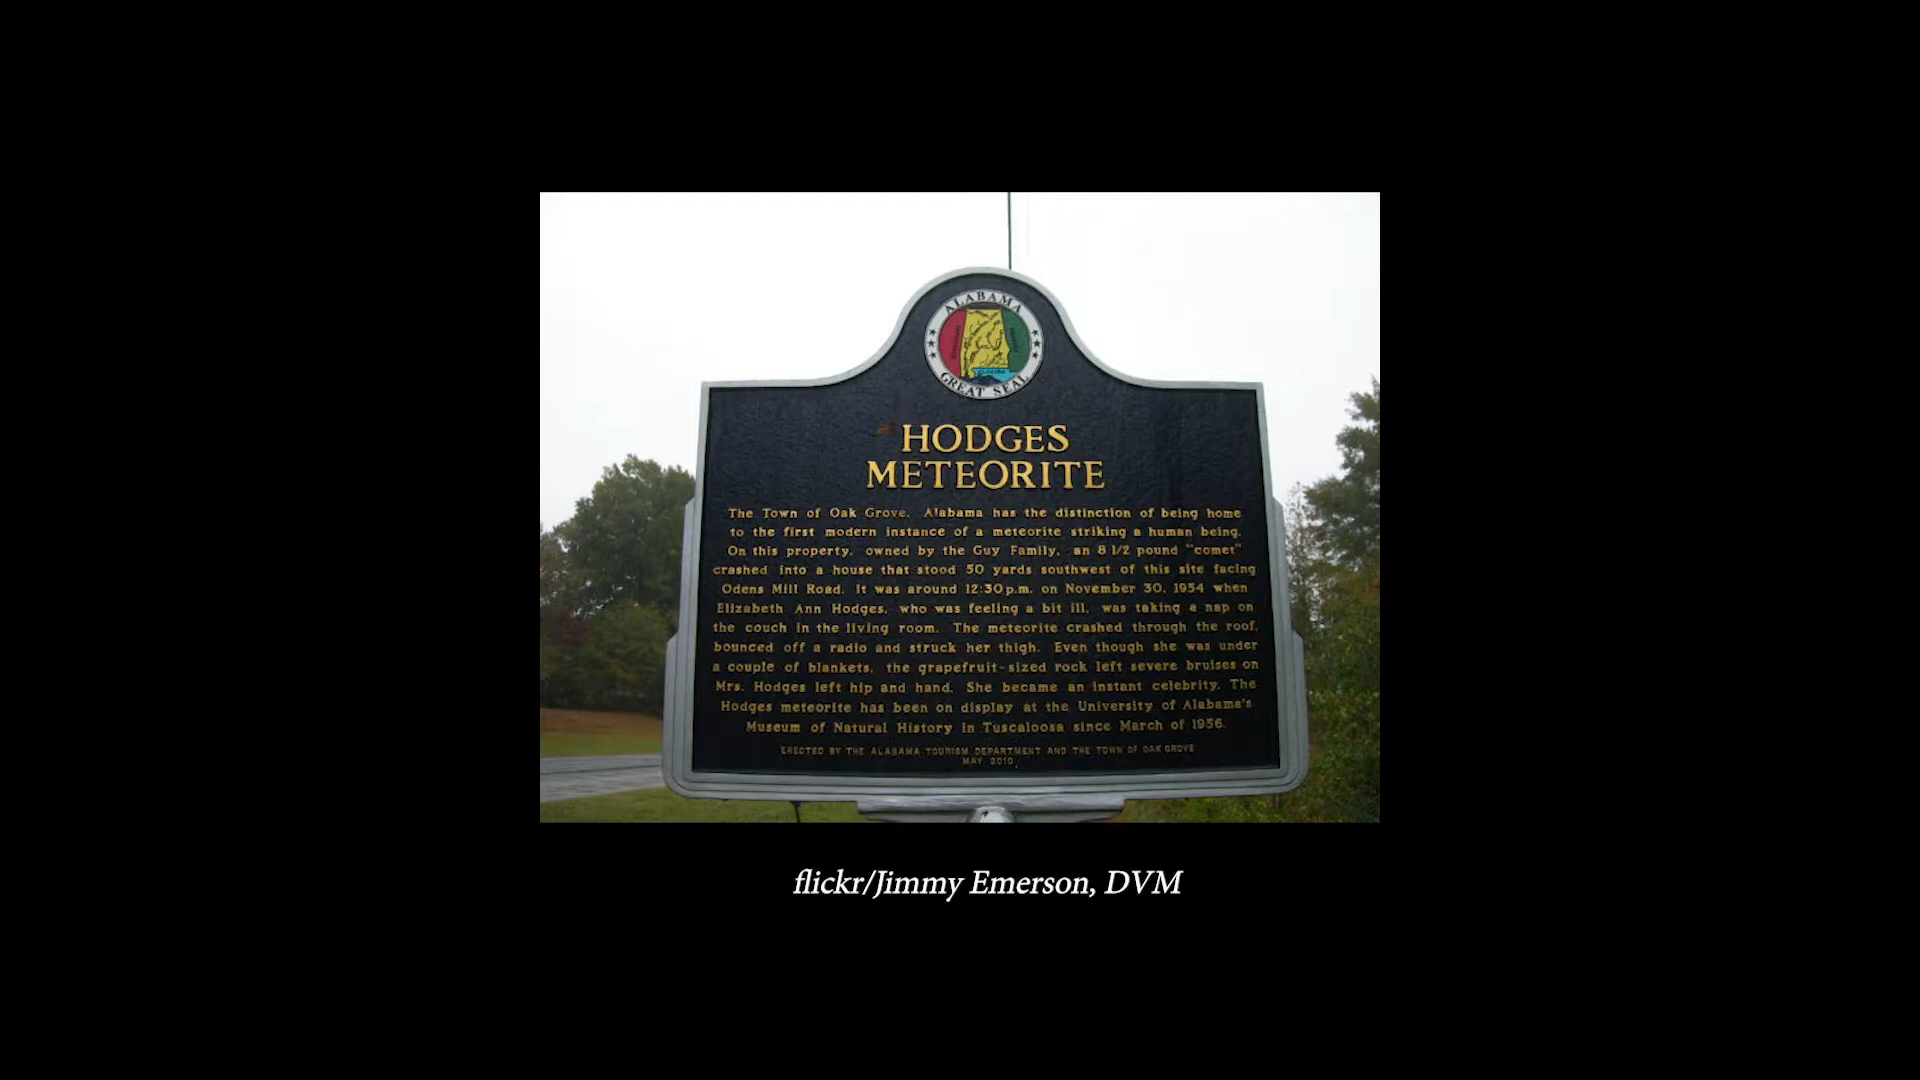 ALABAMA
GREAT SEAL
HODGES
METEORITE
The Town of Oak Grove, Alabama has the distinction of being home
to the first modern instance of a meteorite striking a human being.
On this property, owned by the Guy Family, an 8 1/2 pound "comet"
crashed into a house that stood 50 yards southwest of this site facing
Odens Mill Road. It was around 12:30 p.m. on November 30, 1954 when
Elizabeth Ann Hodges, who was feeling a bit ill, was taking a nap on
the couch in the living room. The meteorite crashed through the roof,
bounced off a radio and struck her thigh. Even though she was under
a couple of blankets, the grapefruit-sized rock left severe bruises on
Mrs. Hodges left hip and hand. She became an instant celebrity. The
Hodges meteorite has been on display at the University of Alabama's
Museum of Natural History in Tuscaloosa since March of 1956.
ERECTED BY THE ALABAMA TOURISM DEPARTMENT AND THE TOWN OF OAK GROVE
MAY 2010
flickr/Jimmy Emerson, DVM